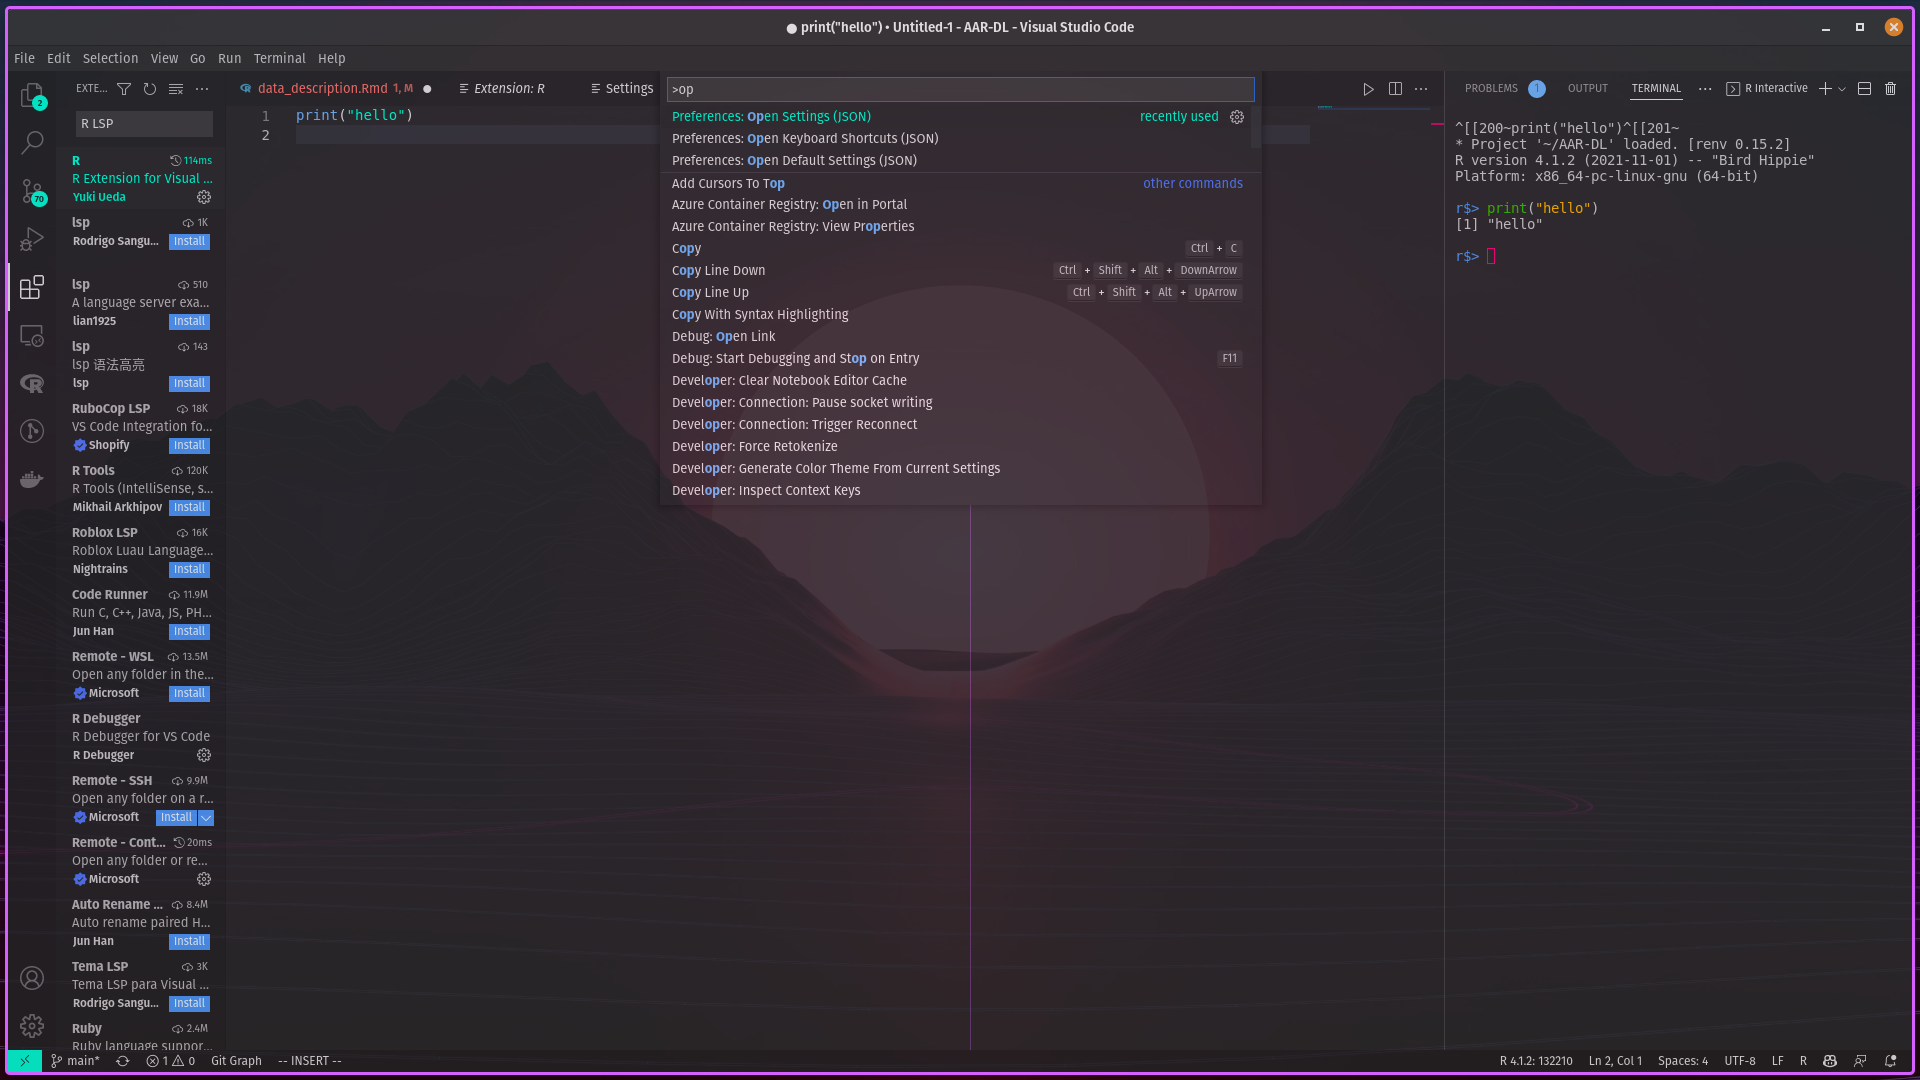 ● print("hello") • Untitled-1 - AAR-DL - Visual Studio Code
File Edit Selection View Go Run Terminal Help
EXTE...
R LSP
R 114ms
R Extension for Visual ...
Yuki Ueda
lsp 1K
Rodrigo Sangu... Install
lsp 510
A language server exa...
lian1925 Install
lsp 143
lsp 语法高亮
lsp Install
RuboCop LSP 18K
VS Code Integration fo...
Shopify Install
R Tools 120K
R Tools (IntelliSense, s...
Mikhail Arkhipov Install
Roblox LSP 16K
Roblox Luau Language...
Nightrains Install
Code Runner 11.9M
Run C, C++, Java, JS, PH...
Jun Han Install
Remote - WSL 13.5M
Open any folder in the...
Microsoft Install
R Debugger
R Debugger for VS Code
R Debugger
Remote - SSH 9.9M
Open any folder on a r...
Microsoft Install
Remote - Cont... 20ms
Open any folder or re...
Microsoft
Auto Rename ... 8.4M
Auto rename paired H...
Jun Han Install
Tema LSP 3K
Tema LSP para Visual ...
Rodrigo Sangu... Install
Ruby 2.4M
Ruby language suppor...
2
70
data_description.Rmd 1, M ● Extension: R Settings
1 print("hello")
2
>op
Preferences: Open Settings (JSON) recently used
Preferences: Open Keyboard Shortcuts (JSON)
Preferences: Open Default Settings (JSON)
Add Cursors To Top other commands
Azure Container Registry: Open in Portal
Azure Container Registry: View Properties
Copy Ctrl + C
Copy Line Down Ctrl + Shift + Alt + DownArrow
Copy Line Up Ctrl + Shift + Alt + UpArrow
Copy With Syntax Highlighting
Debug: Open Link
Debug: Start Debugging and Stop on Entry F11
Developer: Clear Notebook Editor Cache
Developer: Connection: Pause socket writing
Developer: Connection: Trigger Reconnect
Developer: Force Retokenize
Developer: Generate Color Theme From Current Settings
Developer: Inspect Context Keys
PROBLEMS 1 OUTPUT TERMINAL ... R Interactive
^[[200~print("hello")^[[201~
* Project '~/AAR-DL' loaded. [renv 0.15.2]
R version 4.1.2 (2021-11-01) -- "Bird Hippie"
Platform: x86_64-pc-linux-gnu (64-bit)
r$> print("hello")
[1] "hello"
r$>
main* 1 0 Git Graph -- INSERT -- R 4.1.2: 132210 Ln 2, Col 1 Spaces: 4 UTF-8 LF R